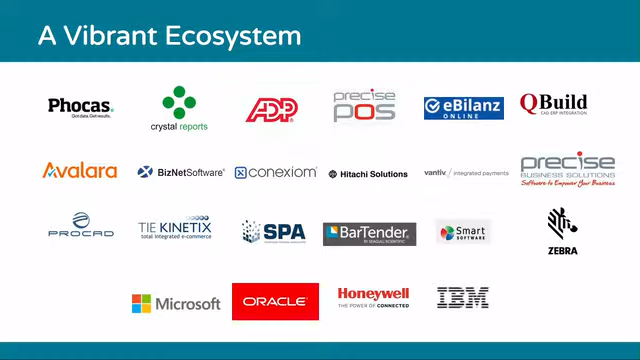 A Vibrant Ecosystem
Phocas.
Got data. Get results.
crystal reports
ADP
precise
POS
eBilanz
ONLINE
QBuild
CAD ERP INTEGRATION
Avalara
BizNetSoftware®
conexiom
Hitachi Solutions
vantiv integrated payments
precise
BUSINESS SOLUTIONS
Software to Empower Your Business
PROCAD
TIE KINETIX
total integrated e-commerce
SPA
BarTender®
BY SEAGULL SCIENTIFIC
Smart
SOFTWARE
ZEBRA
Microsoft
ORACLE
Honeywell
THE POWER OF CONNECTED
IBM